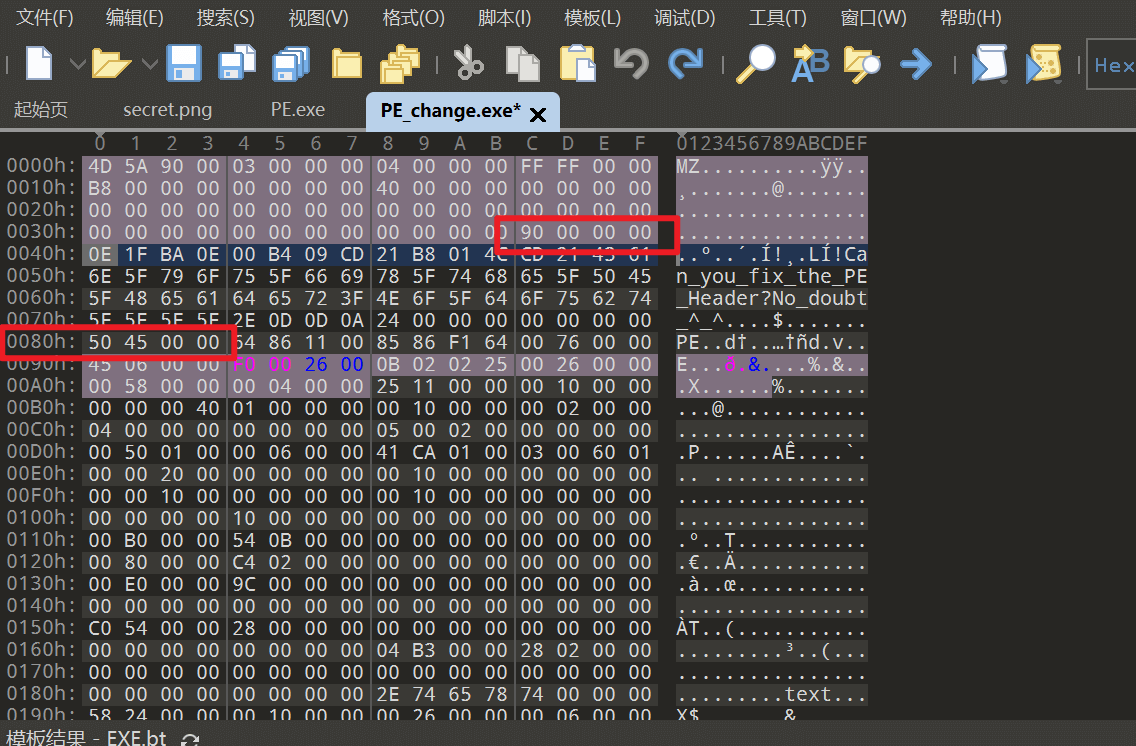 文件(F) 编辑(E) 搜索(S) 视图(V) 格式(O) 脚本(I) 模板(L) 调试(D) 工具(T) 窗口(W) 帮助(H)
Hex
起始页 secret.png PE.exe PE_change.exe*
0 1 2 3 4 5 6 7 8 9 A B C D E F 0123456789ABCDEF
0000h: 4D 5A 90 00 03 00 00 00 04 00 00 00 FF FF 00 00 MZ..........ÿÿ..
0010h: B8 00 00 00 00 00 00 00 40 00 00 00 00 00 00 00 ¸.......@.......
0020h: 00 00 00 00 00 00 00 00 00 00 00 00 00 00 00 00 ................
0030h: 00 00 00 00 00 00 00 00 00 00 00 00 90 00 00 00 ................
0040h: 0E 1F BA 0E 00 B4 09 CD 21 B8 01 4C CD 21 43 61 ..º..´.Í!¸.LÍ!Ca
0050h: 6E 5F 79 6F 75 5F 66 69 78 5F 74 68 65 5F 50 45 n_you_fix_the_PE
0060h: 5F 48 65 61 64 65 72 3F 4E 6F 5F 64 6F 75 62 74 _Header?No_doubt
0070h: 5F 5E 5F 5E 2E 0D 0D 0A 24 00 00 00 00 00 00 00 _^_^....$.......
0080h: 50 45 00 00 64 86 11 00 85 86 F1 64 00 76 00 00 PE..d†..…†ñd.v..
0090h: 45 06 00 00 F0 00 26 00 0B 02 02 25 00 26 00 00 E...ð.&....%.&..
00A0h: 00 58 00 00 00 04 00 00 25 11 00 00 00 10 00 00 .X......%.......
00B0h: 00 00 00 40 01 00 00 00 00 10 00 00 00 02 00 00 ...@............
00C0h: 04 00 00 00 00 00 00 00 05 00 02 00 00 00 00 00 ................
00D0h: 00 50 01 00 00 06 00 00 41 CA 01 00 03 00 60 01 .P......AÊ....`.
00E0h: 00 00 20 00 00 00 00 00 00 10 00 00 00 00 00 00 .. .............
00F0h: 00 00 10 00 00 00 00 00 00 10 00 00 00 00 00 00 ................
0100h: 00 00 00 00 10 00 00 00 00 00 00 00 00 00 00 00 ................
0110h: 00 B0 00 00 54 0B 00 00 00 00 00 00 00 00 00 00 .°..T...........
0120h: 00 80 00 00 C4 02 00 00 00 00 00 00 00 00 00 00 .€..Ä...........
0130h: 00 E0 00 00 9C 00 00 00 00 00 00 00 00 00 00 00 .à..œ...........
0140h: 00 00 00 00 00 00 00 00 00 00 00 00 00 00 00 00 ................
0150h: C0 54 00 00 28 00 00 00 00 00 00 00 00 00 00 00 ÀT..(...........
0160h: 00 00 00 00 00 00 00 00 04 B3 00 00 28 02 00 00 .........³..(...
0170h: 00 00 00 00 00 00 00 00 00 00 00 00 00 00 00 00 ................
0180h: 00 00 00 00 00 00 00 00 2E 74 65 78 74 00 00 00 .........text...
0190h: 58 24 00 00 00 10 00 00 00 26 00 00 00 06 00 00 X$.......&......
模板结果 - EXE.bt